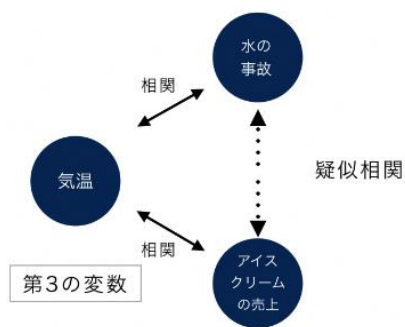 水の
事故
相関
気温
疑似相関
相関
アイス
クリーム
の売上
第3の変数